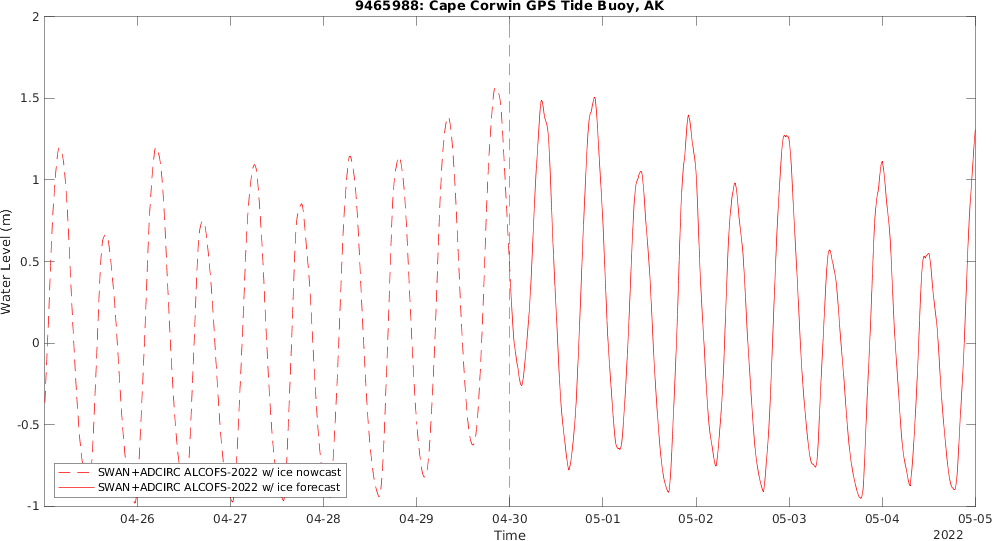 9465988: Cape Corwin GPS Tide Buoy, AK
Water Level (m)
2
1.5
1
0.5
0
-0.5
-1
SWAN+ADCIRC ALCOFS-2022 w/ ice nowcast
SWAN+ADCIRC ALCOFS-2022 w/ ice forecast
04-26 04-27 04-28 04-29 04-30 05-01 05-02 05-03 05-04 05-05
Time
2022